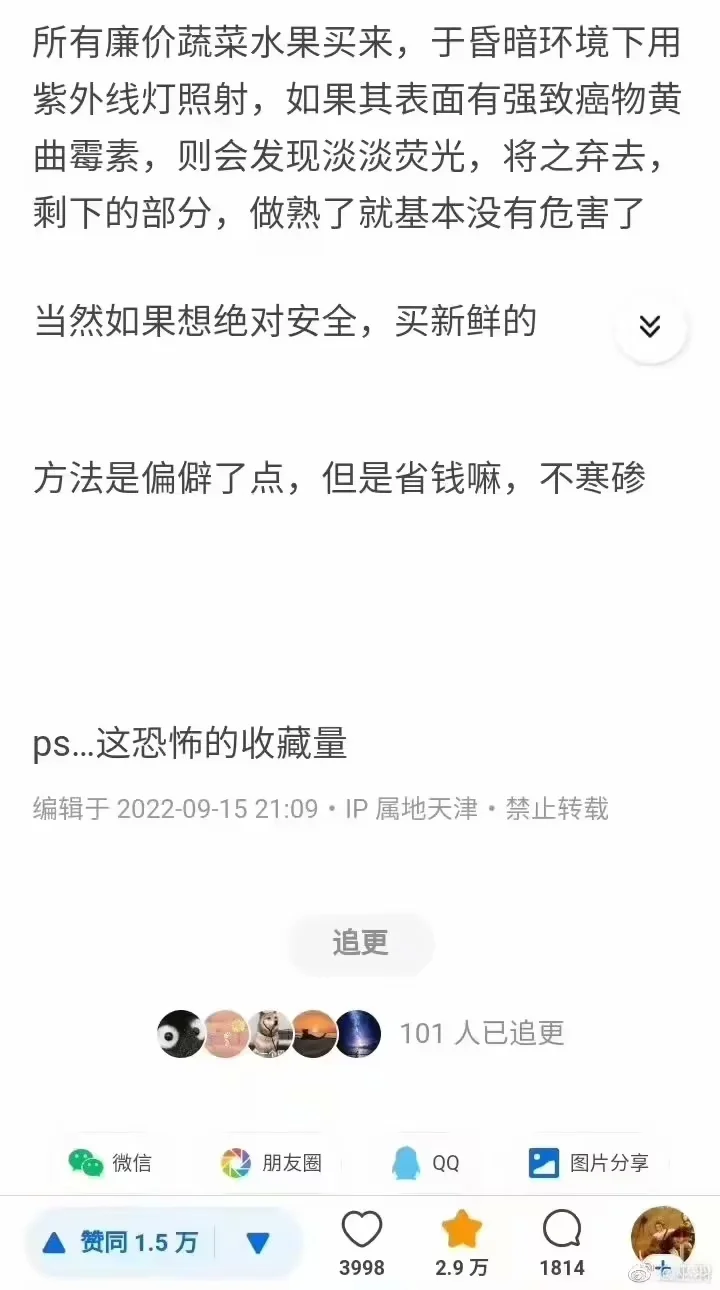 所有廉价蔬菜水果买来，于昏暗环境下用
紫外线灯照射，如果其表面有强致癌物黄
曲霉素，则会发现淡淡荧光，将之弃去，
剩下的部分，做熟了就基本没有危害了
当然如果想绝对安全，买新鲜的
方法是偏僻了点，但是省钱嘛，不寒碜
ps...这恐怖的收藏量
编辑于 2022-09-15 21:09 · IP 属地天津 · 禁止转载
追更
101 人已追更
微信 朋友圈 QQ 图片分享
赞同 1.5 万 3998 2.9 万 1814